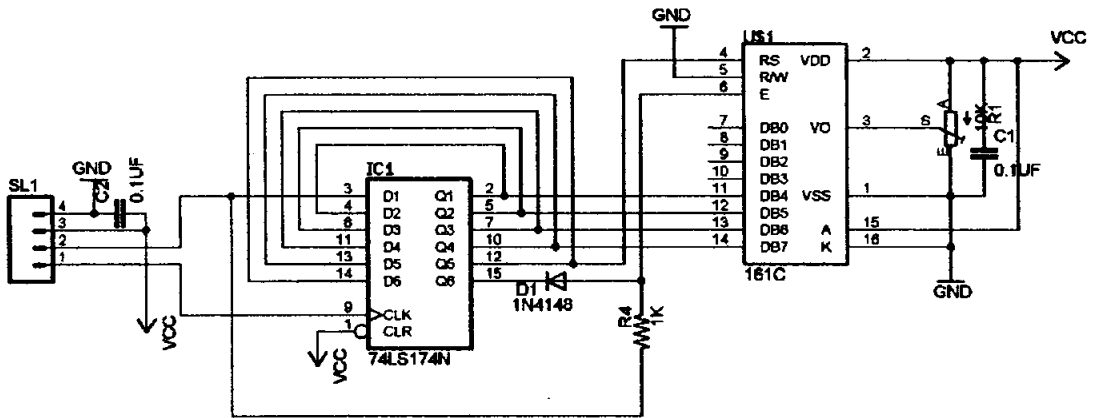 GND
US1
VCC
4 RS VDD 2
5 R/W
6 E
A
10K
R1
7 DB0 VO 3 S
8 DB1
C1
9 DB2
E
0.1UF
10 DB3
GND
C2
0.1UF
IC1
SL1
3 D1 Q1 2
11 DB4 VSS 1
4
4 D2 Q2 5
12 DB5
3
6 D3 Q3 7
13 DB6 A 15
2
11 D4 Q4 10
14 DB7 K 16
1
13 D5 Q5 12
161C
14 D6 Q6 15
D1
1N4148
GND
9 CLK
1 CLR
R4
1K
VCC
VCC
74LS174N